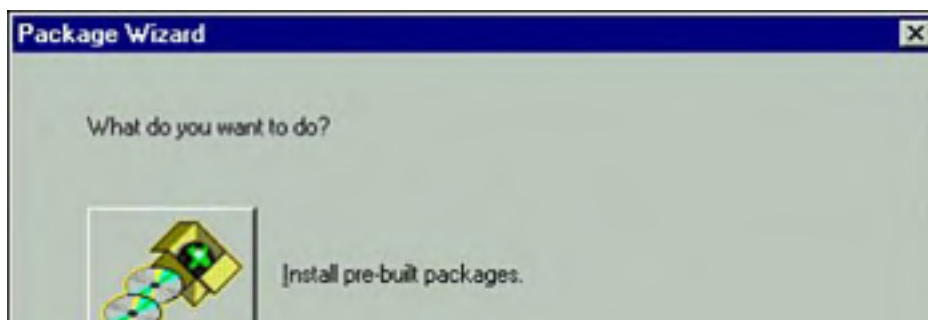 Package Wizard
What do you want to do?
Install pre-built packages.